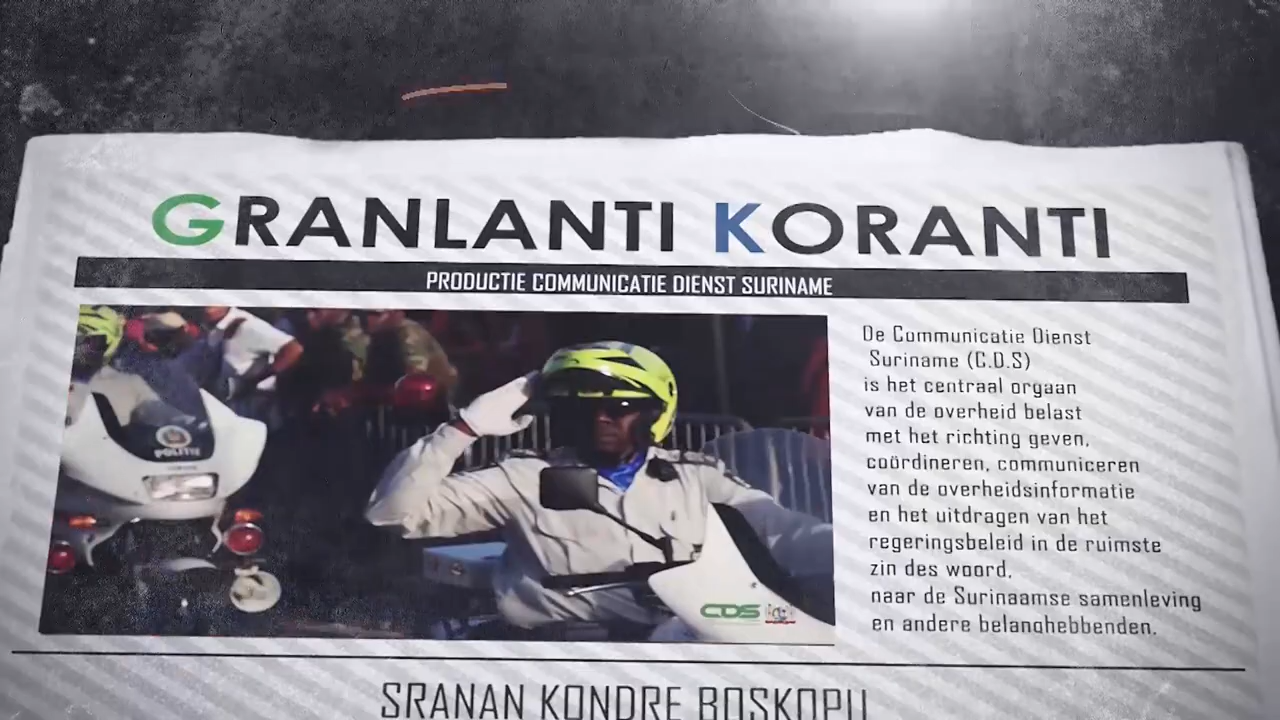 GRANLANTI KORANTI
PRODUCTIE COMMUNICATIE DIENST SURINAME
De Communicatie Dienst
Suriname (C.D.S)
is het centraal orgaan
van de overheid belast
met het richting geven,
coördineren, communiceren
van de overheidsinformatie
en het uitdragen van het
regeringsbeleid in de ruimste
zin des woord,
naar de Surinaamse samenleving
en andere belanghebbenden.
POLITIE
CDS
SRANAN KONDRE BOSKOPU